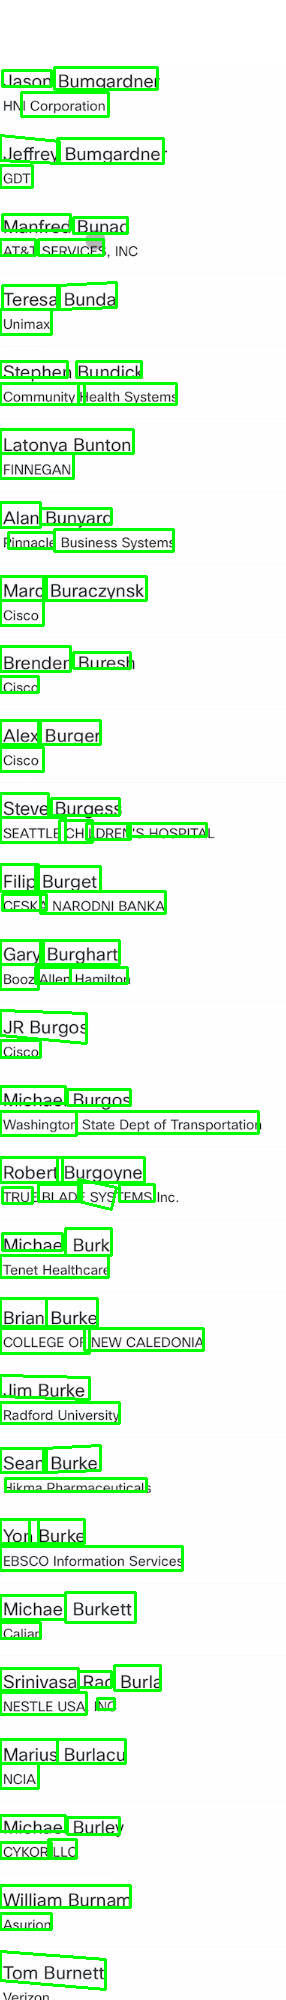 Jason Bumgardner
HNI Corporation
Jeffrey Bumgardner
GDT
Manfred Bunac
AT&T SERVICES, INC
Teresa Bunda
Unimax
Stephen Bundick
Community Health Systems
Latonya Bunton
FINNEGAN
Alan Bunyard
Pinnacle Business Systems
Marc Buraczynsk
Cisco
Brenden Buresh
Cisco
Alex Burger
Cisco
Steve Burgess
SEATTLE CHILDREN'S HOSPITAL
Filip Burget
CESKA NARODNI BANKA
Gary Burghart
Booz Allen Hamilton
JR Burgos
Cisco
Michael Burgos
Washington State Dept of Transportation
Robert Burgoyne
TRUE BLADE SYSTEMS Inc.
Michael Burk
Tenet Healthcare
Brian Burke
COLLEGE OF NEW CALEDONIA
Jim Burke
Radford University
Sean Burke
Hikma Pharmaceuticals
Yon Burke
EBSCO Information Services
Michael Burkett
Calian
Srinivasa Rao Burla
NESTLE USA INC
Marius Burlacu
NCIA
Michael Burley
CYKOR LLC
William Burnam
Asurion
Tom Burnett
Verizon